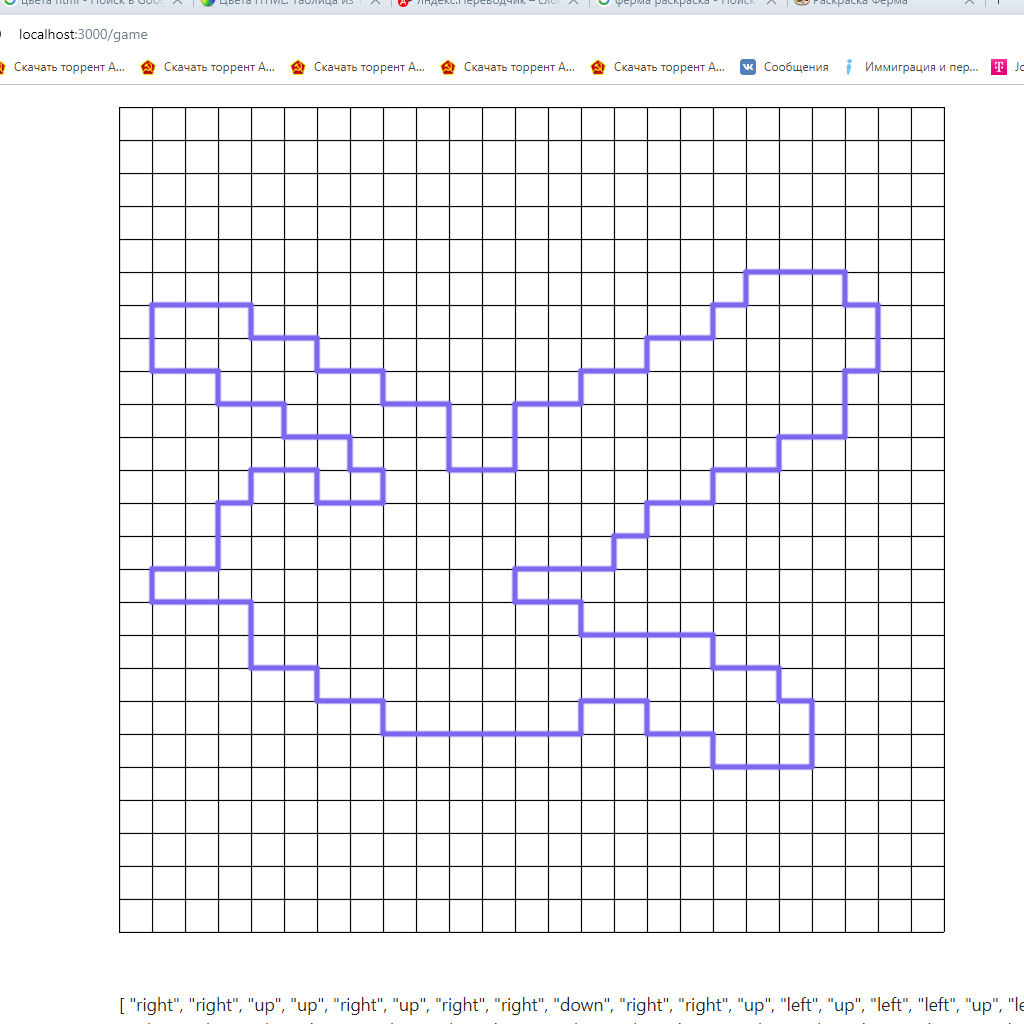 цвета html - Поиск в Goog Цвета HTML. Таблица из Яндекс.Переводчик – сло ферма раскраска - Поиск Раскраска Ферма
localhost:3000/game
Скачать торрент А... Скачать торрент А... Скачать торрент А... Скачать торрент А... Скачать торрент А... Сообщения Иммиграция и пер... Jo
[ "right", "right", "up", "up", "right", "up", "right", "right", "down", "right", "right", "up", "left", "up", "left", "left", "up", "le